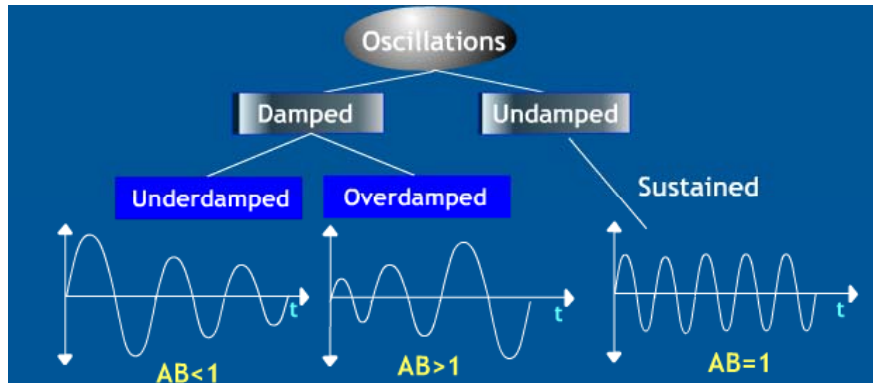 Oscillations
Damped
Undamped
Underdamped
Overdamped
Sustained
t
t
t
AB<1
AB>1
AB=1